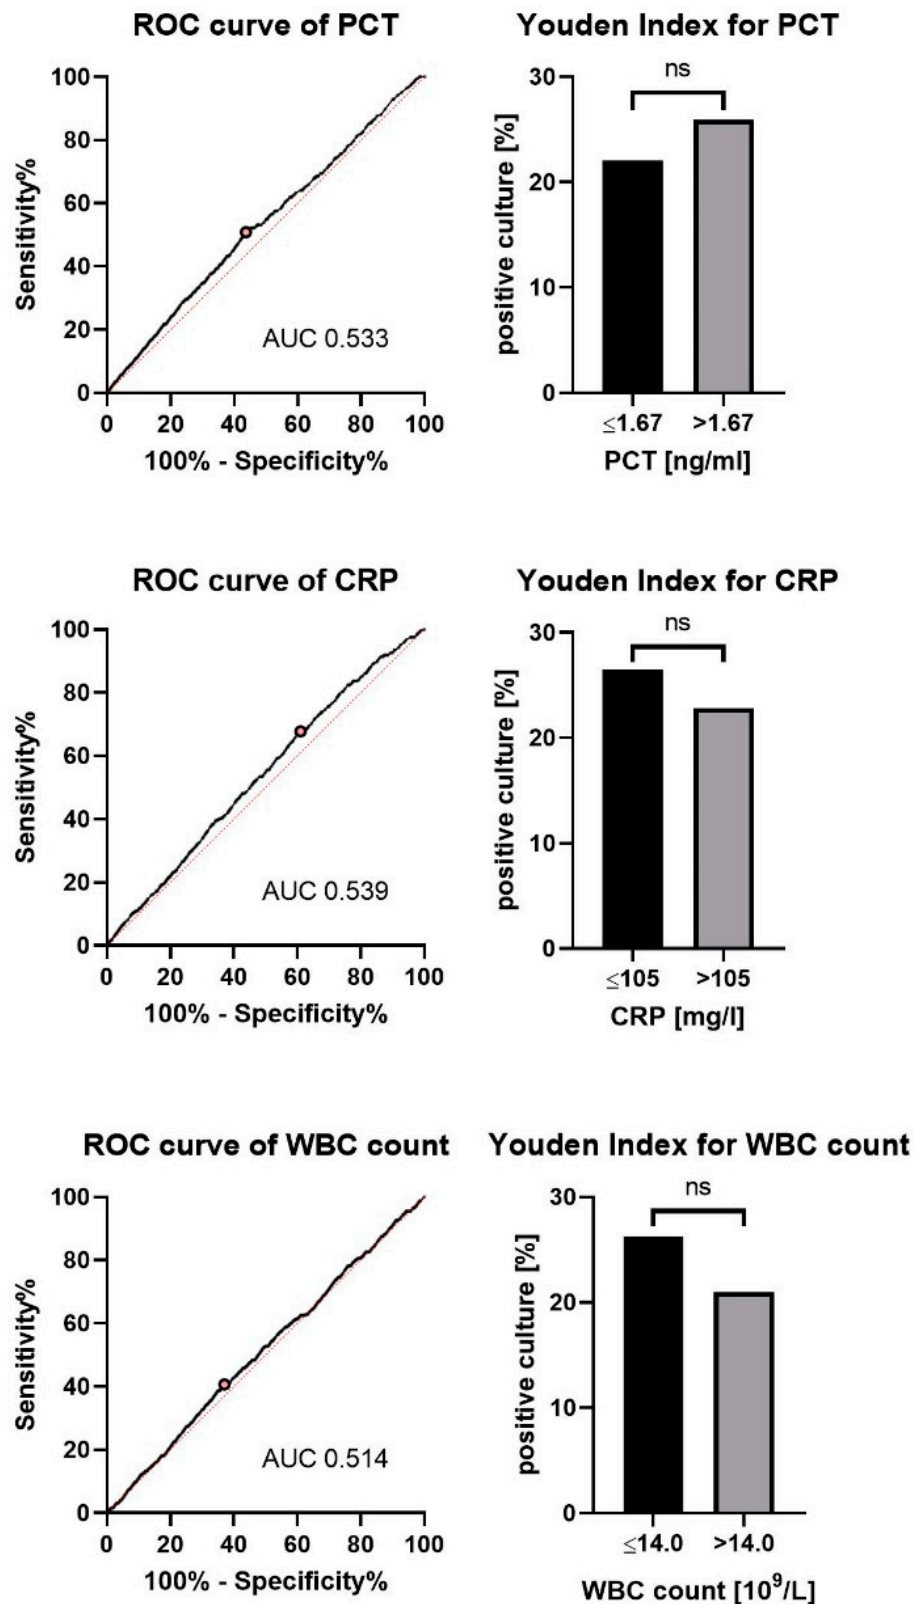 ROC curve of PCT
Youden Index for PCT
100
80
60
40
20
0
Sensitivity%
AUC 0.533
0 20 40 60 80 100
100% - Specificity%
30
20
10
0
positive culture [%]
ns
≤1.67 >1.67
PCT [ng/ml]
ROC curve of CRP
Youden Index for CRP
100
80
60
40
20
0
Sensitivity%
AUC 0.539
0 20 40 60 80 100
100% - Specificity%
30
20
10
0
positive culture [%]
ns
≤105 >105
CRP [mg/l]
ROC curve of WBC count
Youden Index for WBC count
100
80
60
40
20
0
Sensitivity%
AUC 0.514
0 20 40 60 80 100
100% - Specificity%
30
20
10
0
positive culture [%]
ns
≤14.0 >14.0
WBC count [10⁹/L]